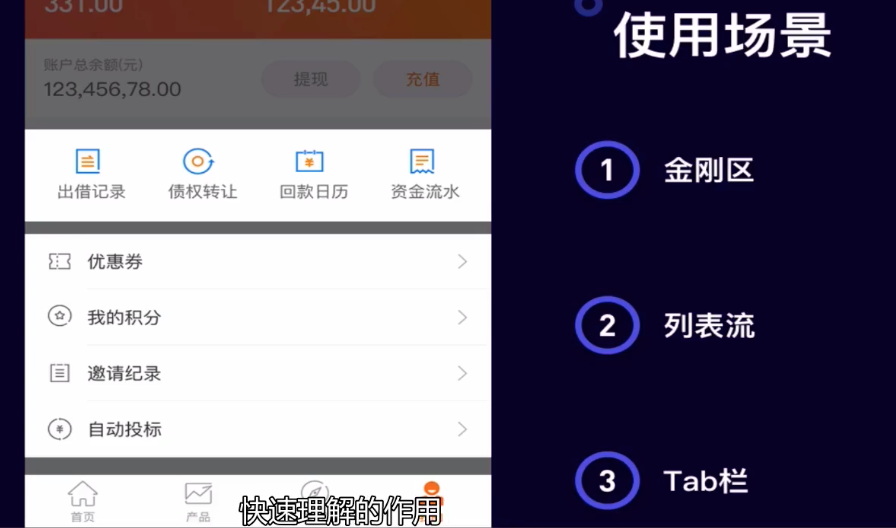 331.00
123,45.00
账户总余额(元)
123,456,78.00
提现
充值
出借记录
债权转让
回款日历
资金流水
优惠券
我的积分
邀请纪录
自动投标
首页
产品
快速理解的作用
使用场景
1 金刚区
2 列表流
3 Tab栏